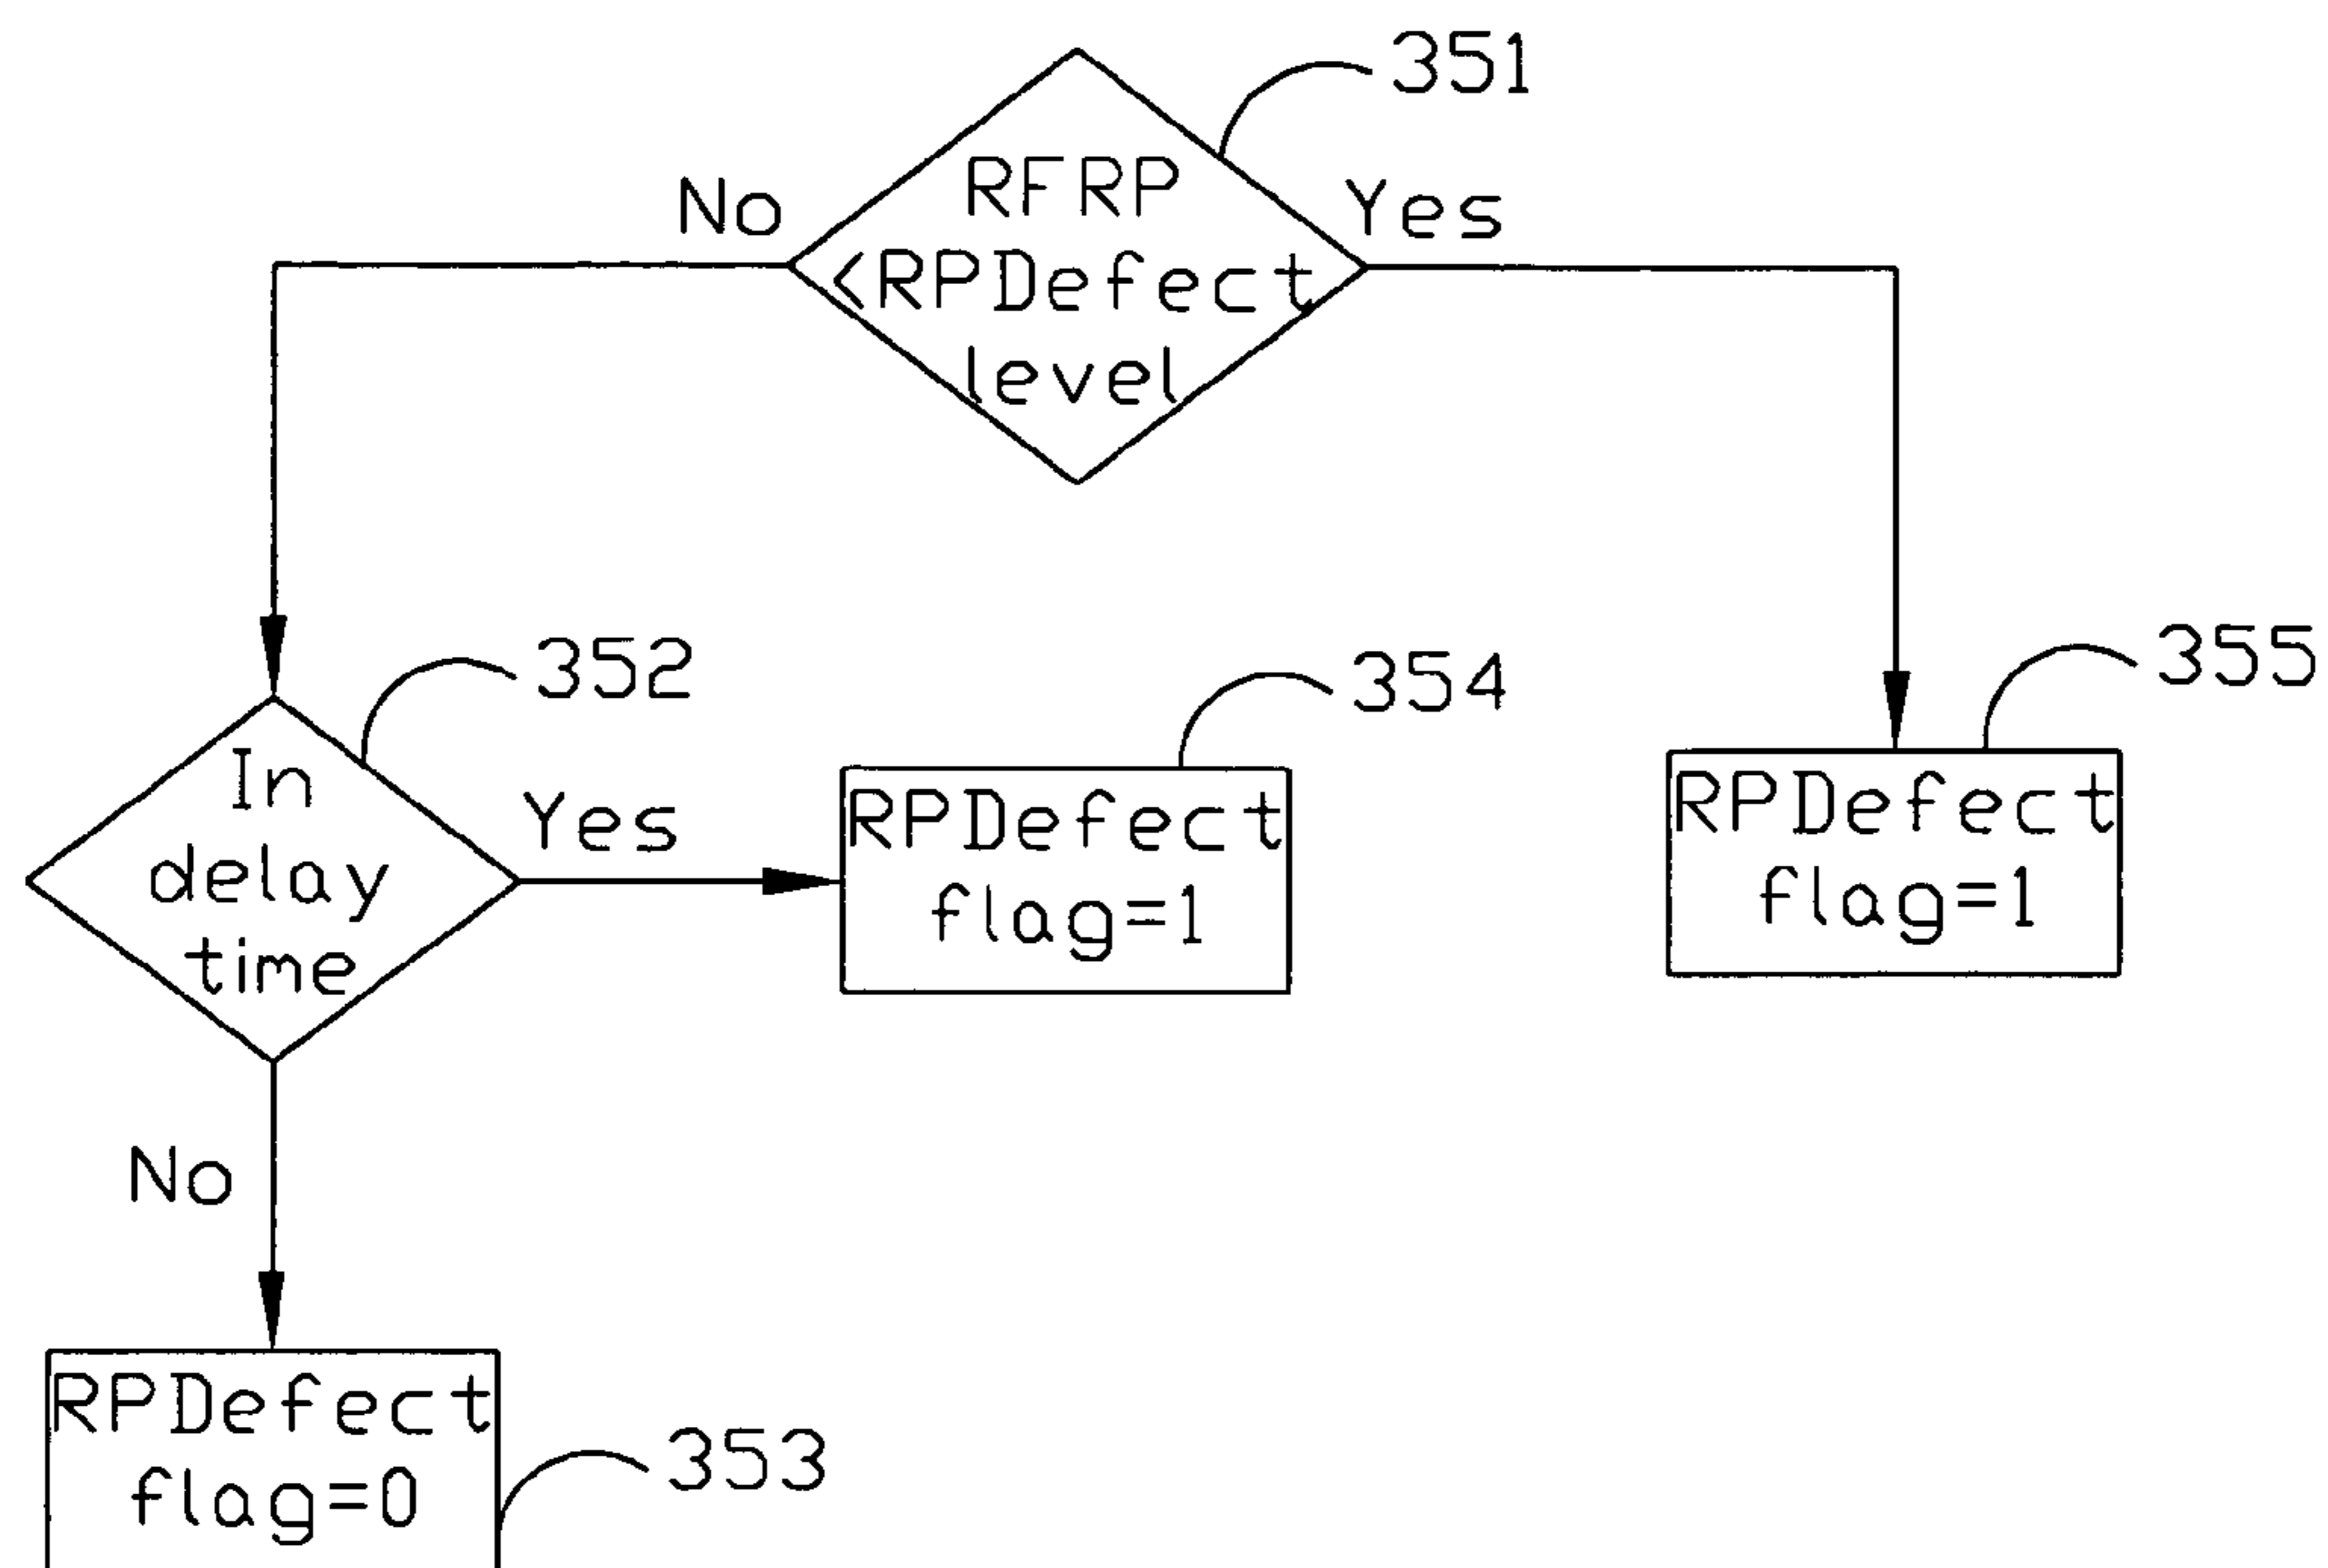 351
RFRP
<RPDefect
level
No
Yes
352
In
delay
time
Yes
354
RPDefect
flag=1
355
RPDefect
flag=1
No
RPDefect
flag=0
353